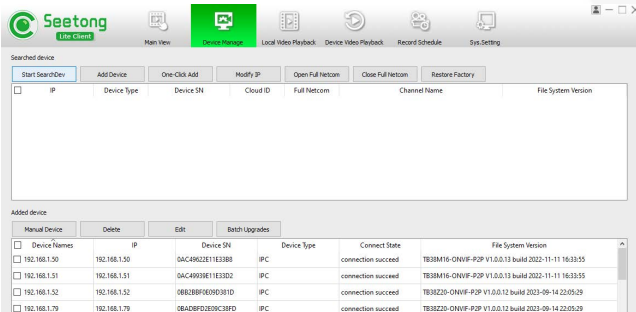 Seetong
Lite Client
Main View Device Manage Local Video Playback Device Video Playback Record Schedule Sys.Setting
Searched device
Start SearchDev Add Device One-Click Add Modify IP Open Full Netcom Close Full Netcom Restore Factory
IP Device Type Device SN Cloud ID Full Netcom Channel Name File System Version
Added device
Manual Device Delete Edit Batch Upgrades
Device Names IP Device SN Device Type Connect State File System Version
192.168.1.50 192.168.1.50 0AC49622E11E33B8 IPC connection succeed TB38M16-ONVIF-P2P V1.0.0.13 build 2022-11-11 16:33:55
192.168.1.51 192.168.1.51 0AC49939E11E33D2 IPC connection succeed TB38M16-ONVIF-P2P V1.0.0.13 build 2022-11-11 16:33:55
192.168.1.52 192.168.1.52 0BB2BBF0E09D381D IPC connection succeed TB38Z20-ONVIF-P2P V1.0.0.12 build 2023-09-14 22:05:29
192.168.1.79 192.168.1.79 0BADBFD2E09C38FD IPC connection succeed TB38Z20-ONVIF-P2P V1.0.0.12 build 2023-09-14 22:05:29